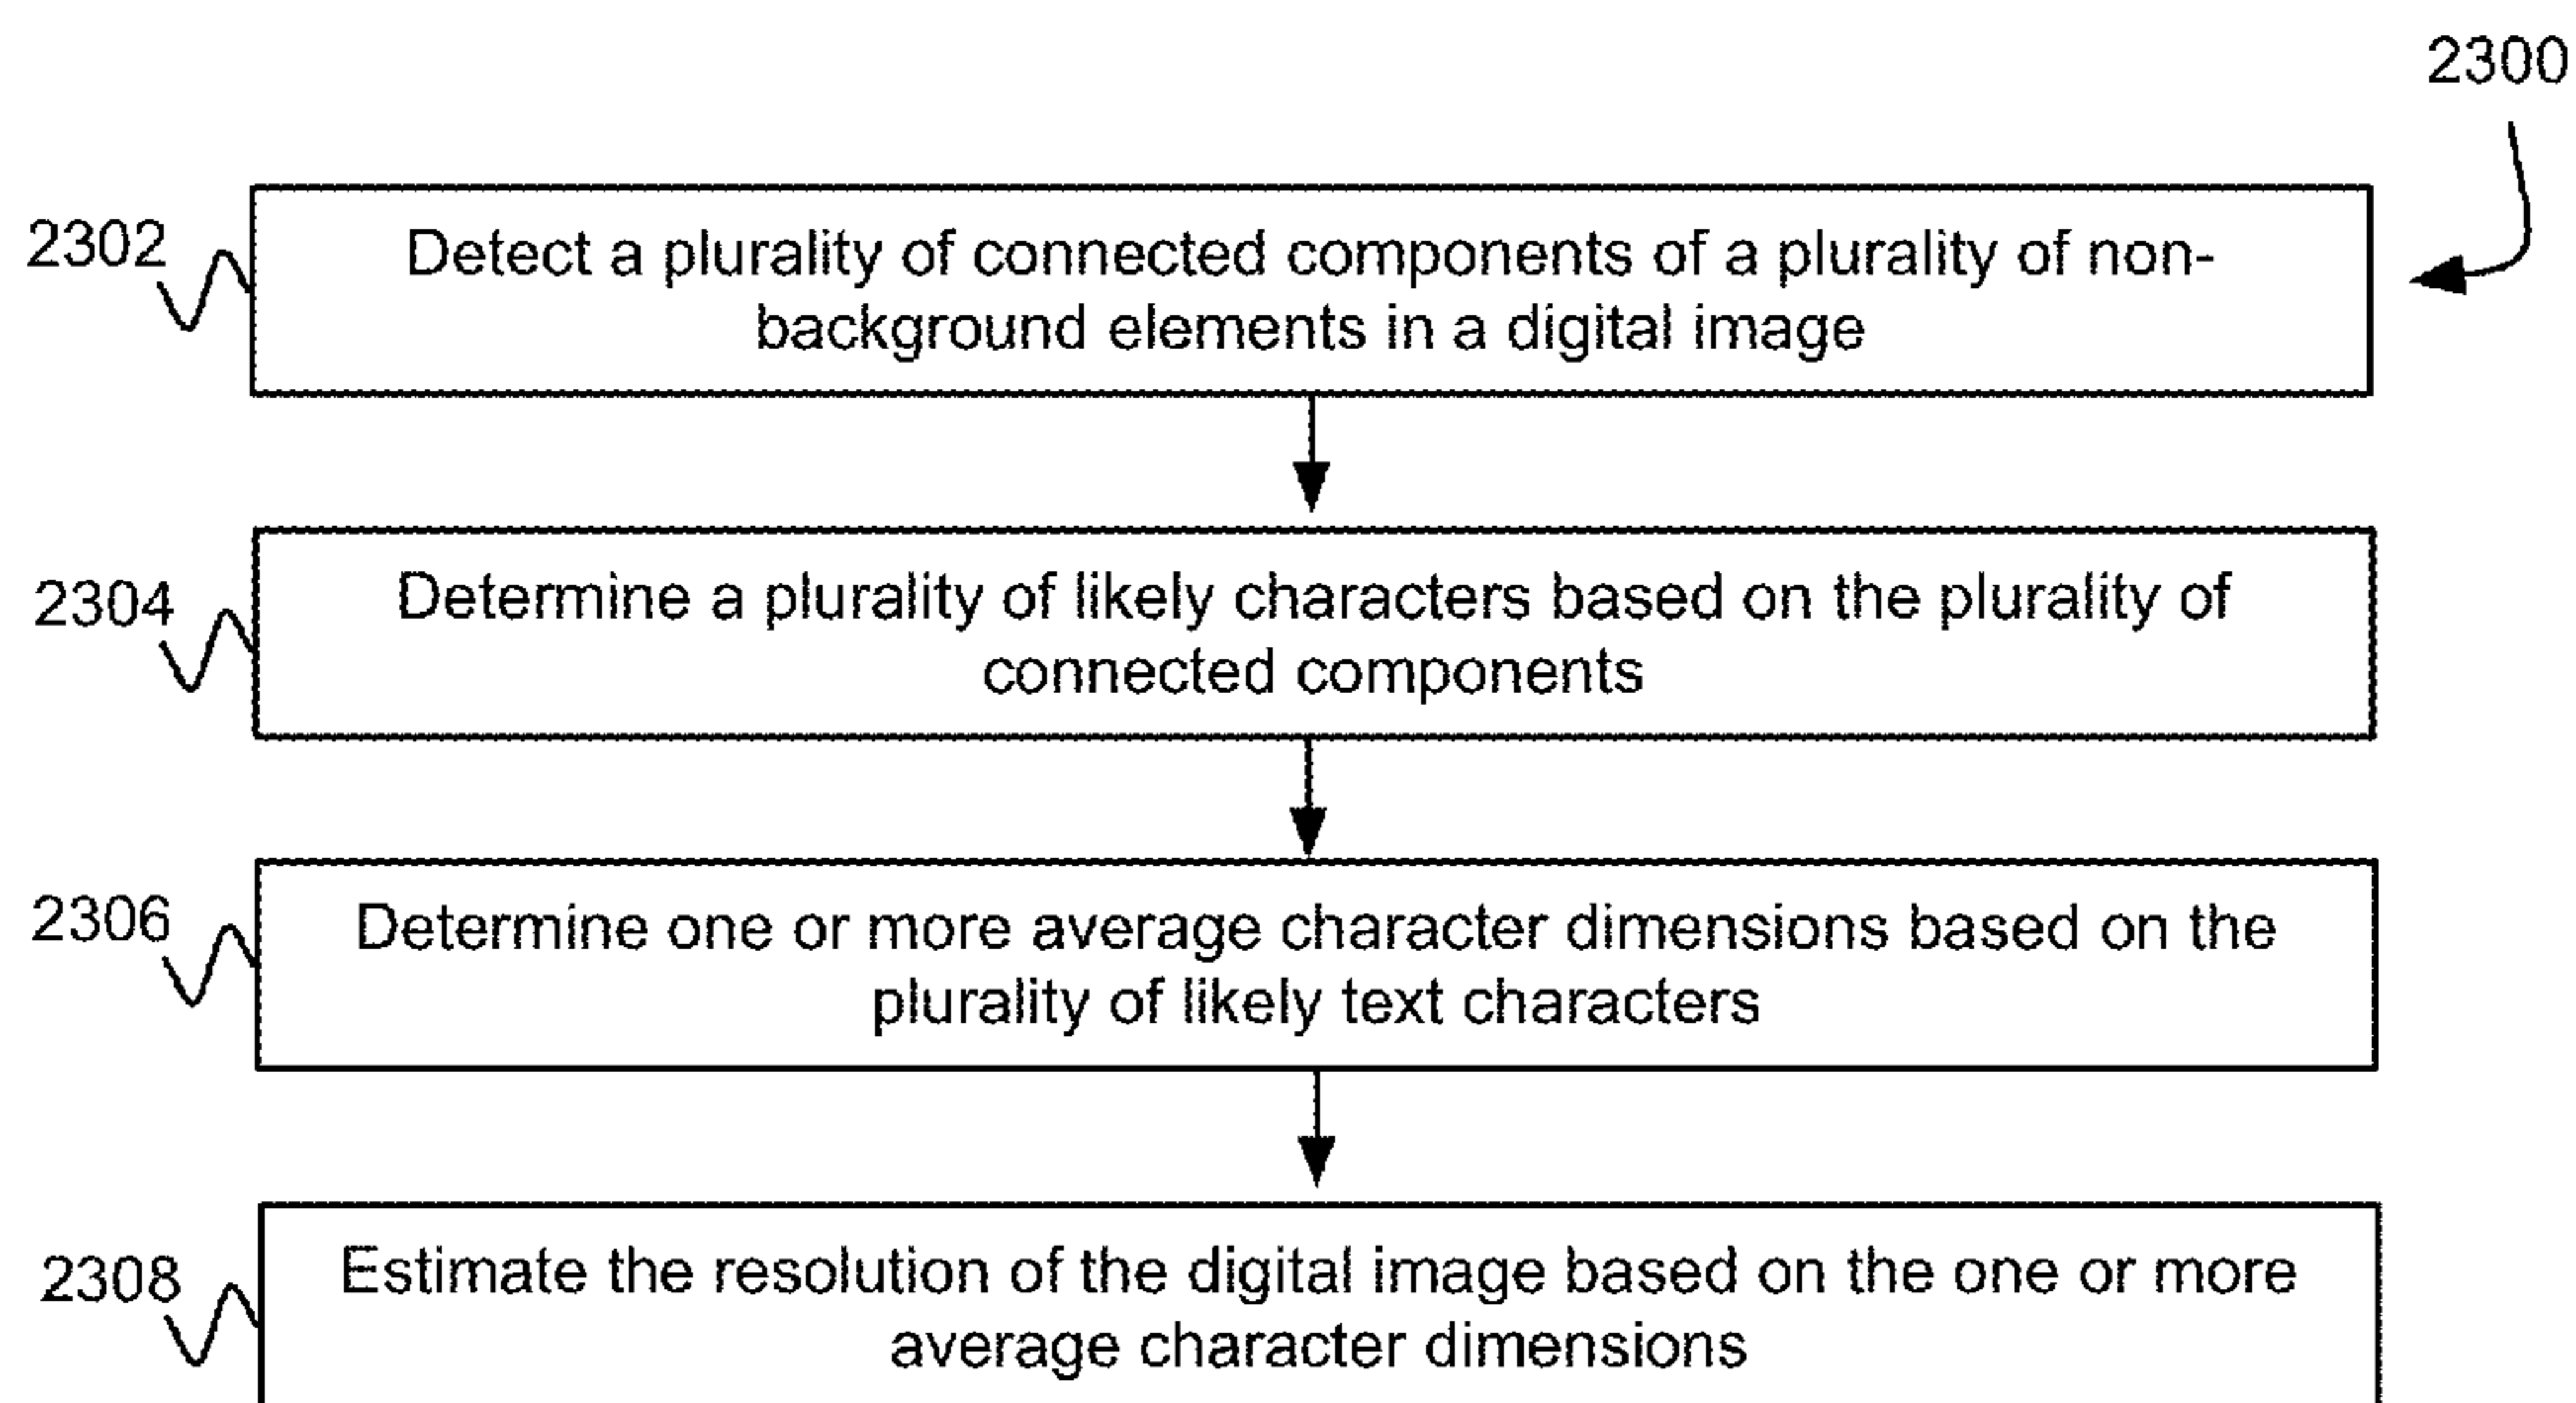 2300
2302
Detect a plurality of connected components of a plurality of non-
background elements in a digital image
2304
Determine a plurality of likely characters based on the plurality of
connected components
2306
Determine one or more average character dimensions based on the
plurality of likely text characters
2308
Estimate the resolution of the digital image based on the one or more
average character dimensions